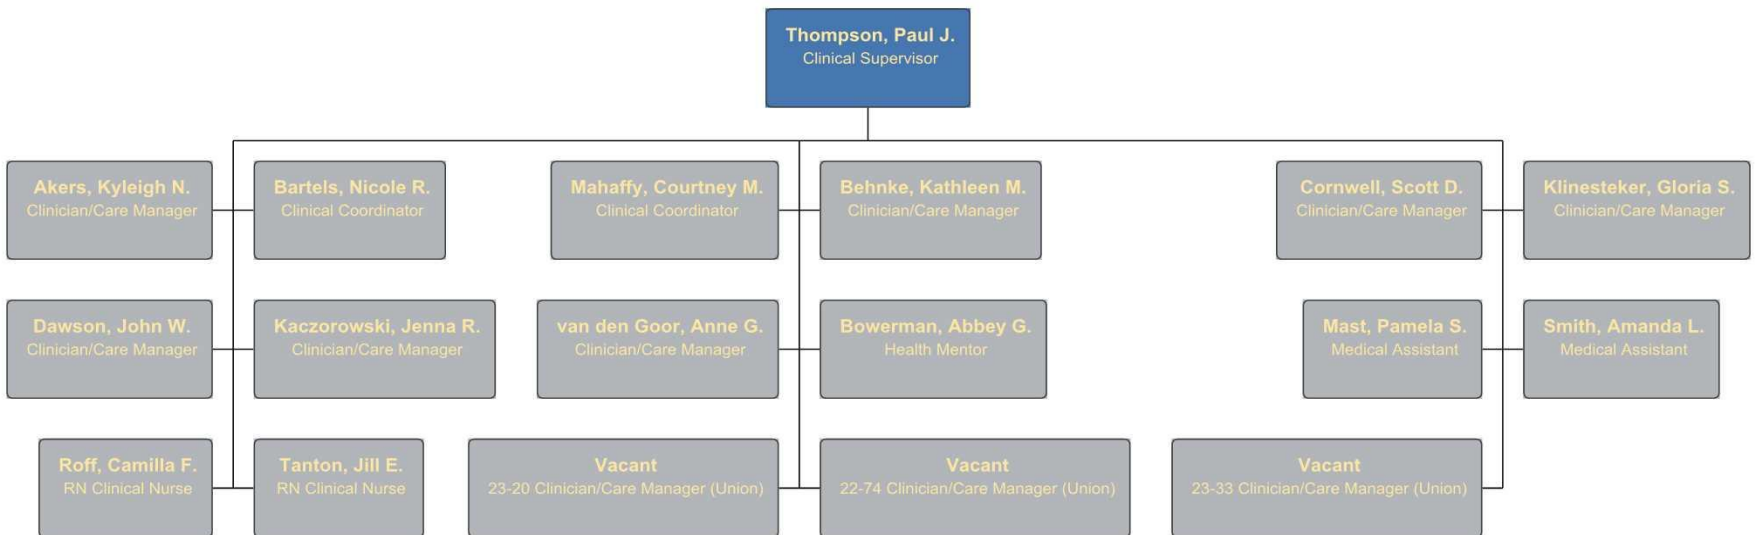 Thompson, Paul J.
Clinical Supervisor
Akers, Kyleigh N.
Clinician/Care Manager
Bartels, Nicole R.
Clinical Coordinator
Mahaffy, Courtney M.
Clinical Coordinator
Behnke, Kathleen M.
Clinician/Care Manager
Cornwell, Scott D.
Clinician/Care Manager
Klinesteker, Gloria S.
Clinician/Care Manager
Dawson, John W.
Clinician/Care Manager
Kaczorowski, Jenna R.
Clinician/Care Manager
van den Goor, Anne G.
Clinician/Care Manager
Bowerman, Abbey G.
Health Mentor
Mast, Pamela S.
Medical Assistant
Smith, Amanda L.
Medical Assistant
Roff, Camilla F.
RN Clinical Nurse
Tanton, Jill E.
RN Clinical Nurse
Vacant
23-20 Clinician/Care Manager (Union)
Vacant
22-74 Clinician/Care Manager (Union)
Vacant
23-33 Clinician/Care Manager (Union)